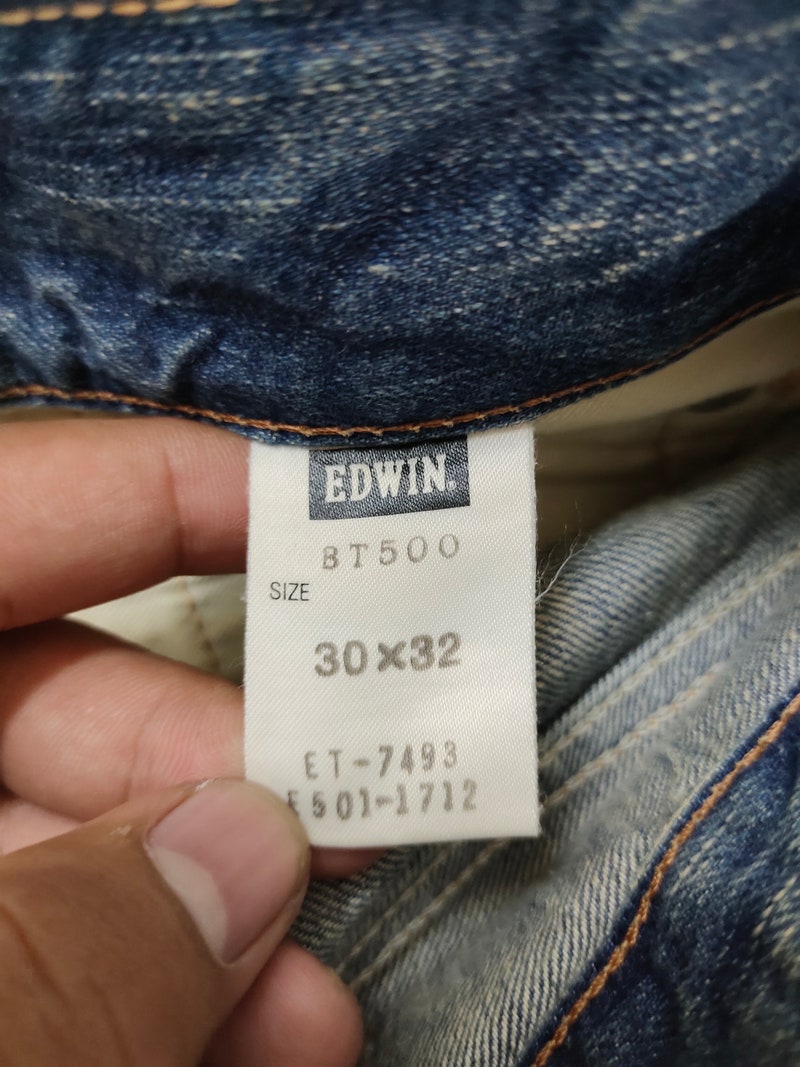 EDWIN.
BT500
SIZE
30×32
ET-7493
E501-1712